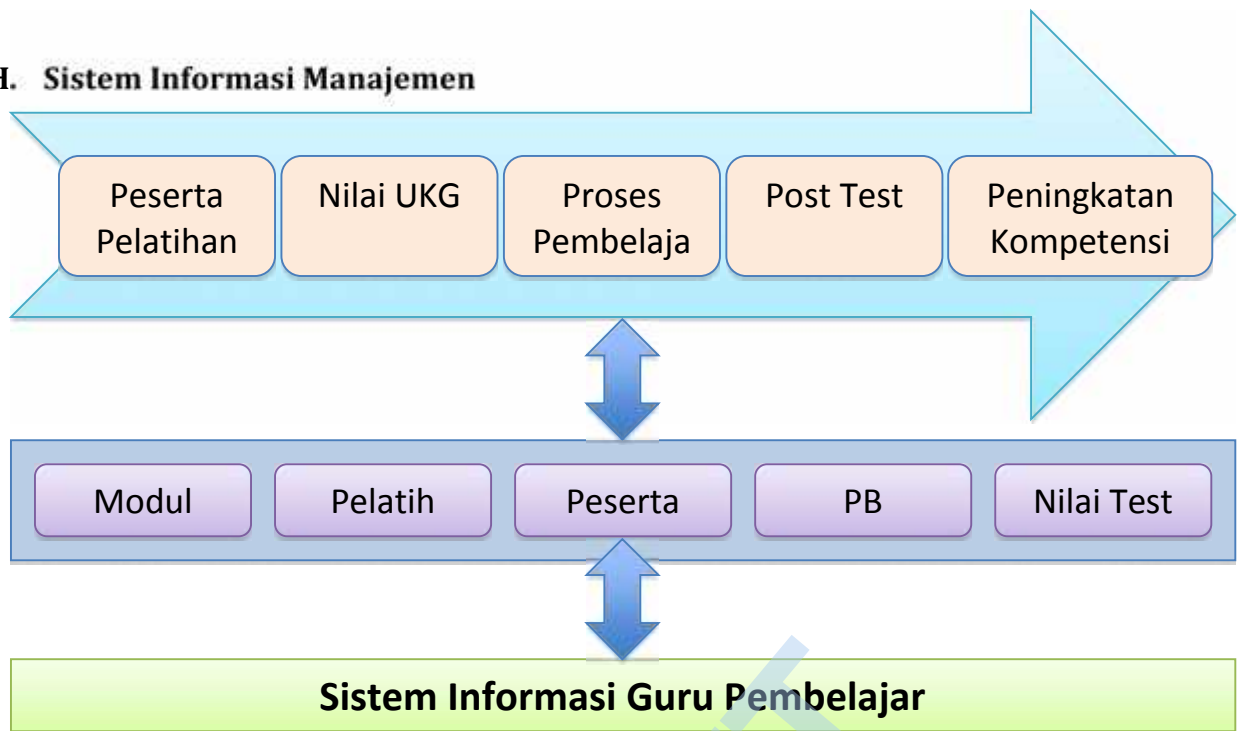 H. Sistem Informasi Manajemen
Peserta
Pelatihan
Nilai UKG
Proses
Pembelaja
Post Test
Peningkatan
Kompetensi
Modul
Pelatih
Peserta
PB
Nilai Test
Sistem Informasi Guru Pembelajar